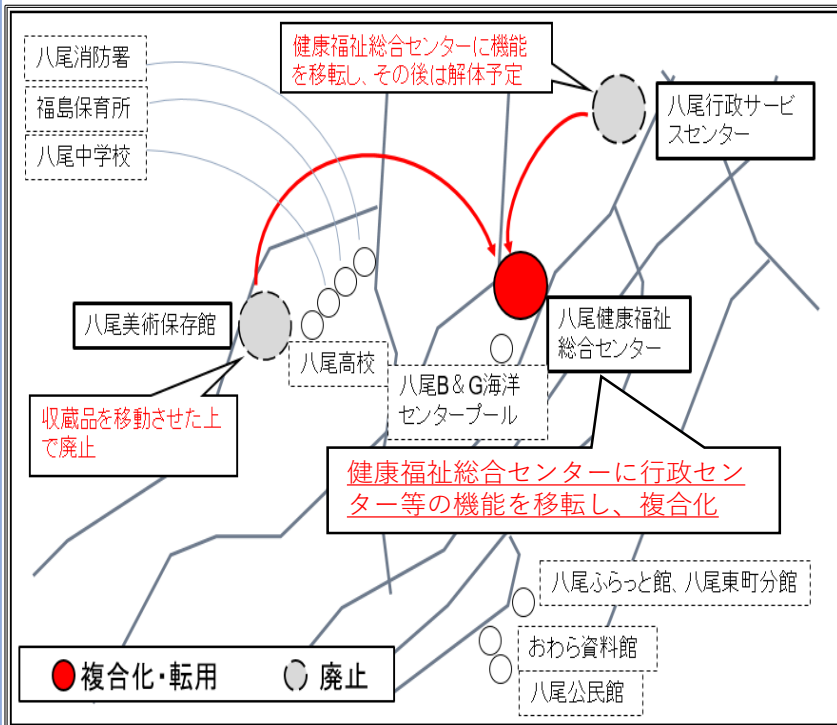 八尾消防署
福島保育所
八尾中学校
健康福祉総合センターに機能
を移転し、その後は解体予定
八尾行政サービ
スセンター
八尾美術保存館
八尾高校
八尾健康福祉
総合センター
八尾B&G海洋
センタープール
収蔵品を移動させた上
で廃止
健康福祉総合センターに行政セン
ター等の機能を移転し、複合化
八尾ふらっと館、八尾東町分館
おわら資料館
八尾公民館
複合化・転用
廃止